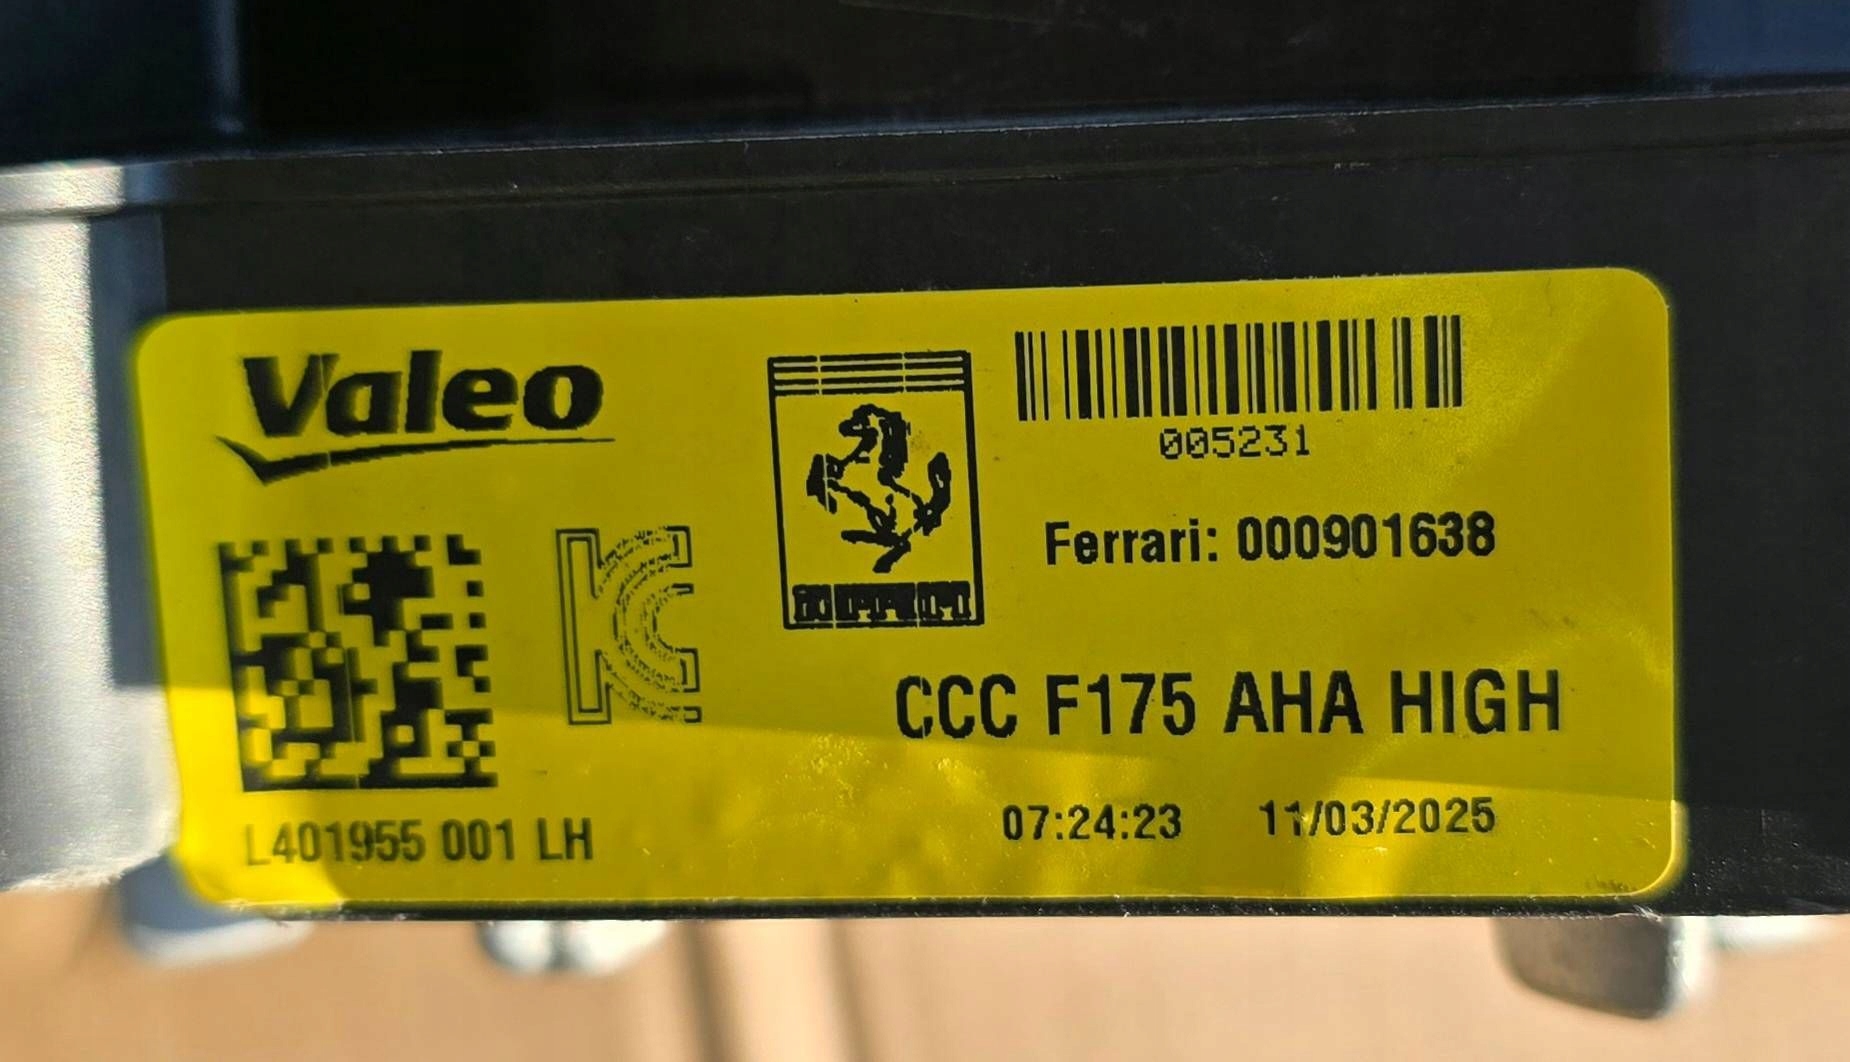 Valeo
005231
Ferrari: 000901638
CCC F175 AHA HIGH
07:24:23 11/03/2025
L401955 001 LH